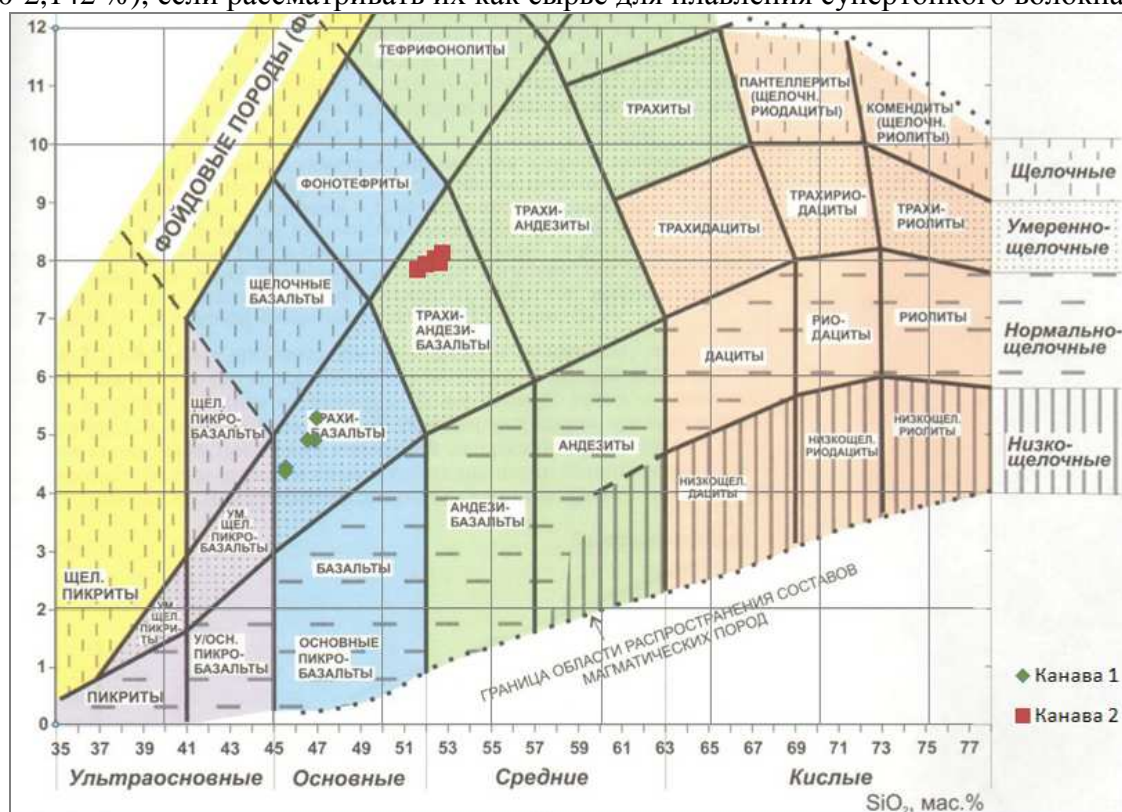 о 2,142 %), если рассматривать их как сырье для плавления супертонкого волокна
12
11
10
9
8
7
6
5
4
3
2
1
0
ФОЙДОВЫЕ ПОРОДЫ (ФО
ТЕФРИФОНОЛИТЫ
ПАНТЕЛЛЕРИТЫ
(ЩЕЛОЧН.
РИОДАЦИТЫ)
КОМЕНДИТЫ
(ЩЕЛОЧН.
РИОЛИТЫ)
ТРАХИТЫ
ФОНОТЕФРИТЫ
ТРАХИ-
АНДЕЗИТЫ
ТРАХИДАЦИТЫ
ТРАХИРИО-
ДАЦИТЫ
ТРАХИ-
РИОЛИТЫ
ЩЕЛОЧНЫЕ
БАЗАЛЬТЫ
ТРАХИ-
АНДЕЗИ-
БАЗАЛЬТЫ
ДАЦИТЫ
РИО-
ДАЦИТЫ
РИОЛИТЫ
ЩЕЛ.
ПИКРО-
БАЗАЛЬТЫ
ТРАХИ-
БАЗАЛЬТЫ
АНДЕЗИТЫ
НИЗКОЩЕЛ.
ДАЦИТЫ
НИЗКОЩЕЛ.
РИОДАЦИТЫ
НИЗКОЩЕЛ.
РИОЛИТЫ
УМ.
ЩЕЛ.
ПИКРО-
БАЗАЛЬТЫ
АНДЕЗИ-
БАЗАЛЬТЫ
БАЗАЛЬТЫ
ЩЕЛ.
ПИКРИТЫ
УМ.
ЩЕЛ.
ПИКРИ-
ТЫ
У/ОСН.
ПИКРО-
БАЗАЛЬТЫ
ОСНОВНЫЕ
ПИКРО-
БАЗАЛЬТЫ
ПИКРИТЫ
ГРАНИЦА ОБЛАСТИ РАСПРОСТРАНЕНИЯ СОСТАВОВ
МАГМАТИЧЕСКИХ ПОРОД
Щелочные
Умеренно-
щелочные
Нормально-
щелочные
Низко-
щелочные
Канава 1
Канава 2
35 37 39 41 43 45 47 49 51 53 55 57 59 61 63 65 67 69 71 73 75 77
Ультраосновные Основные Средние Кислые
SiO₂, мас.%